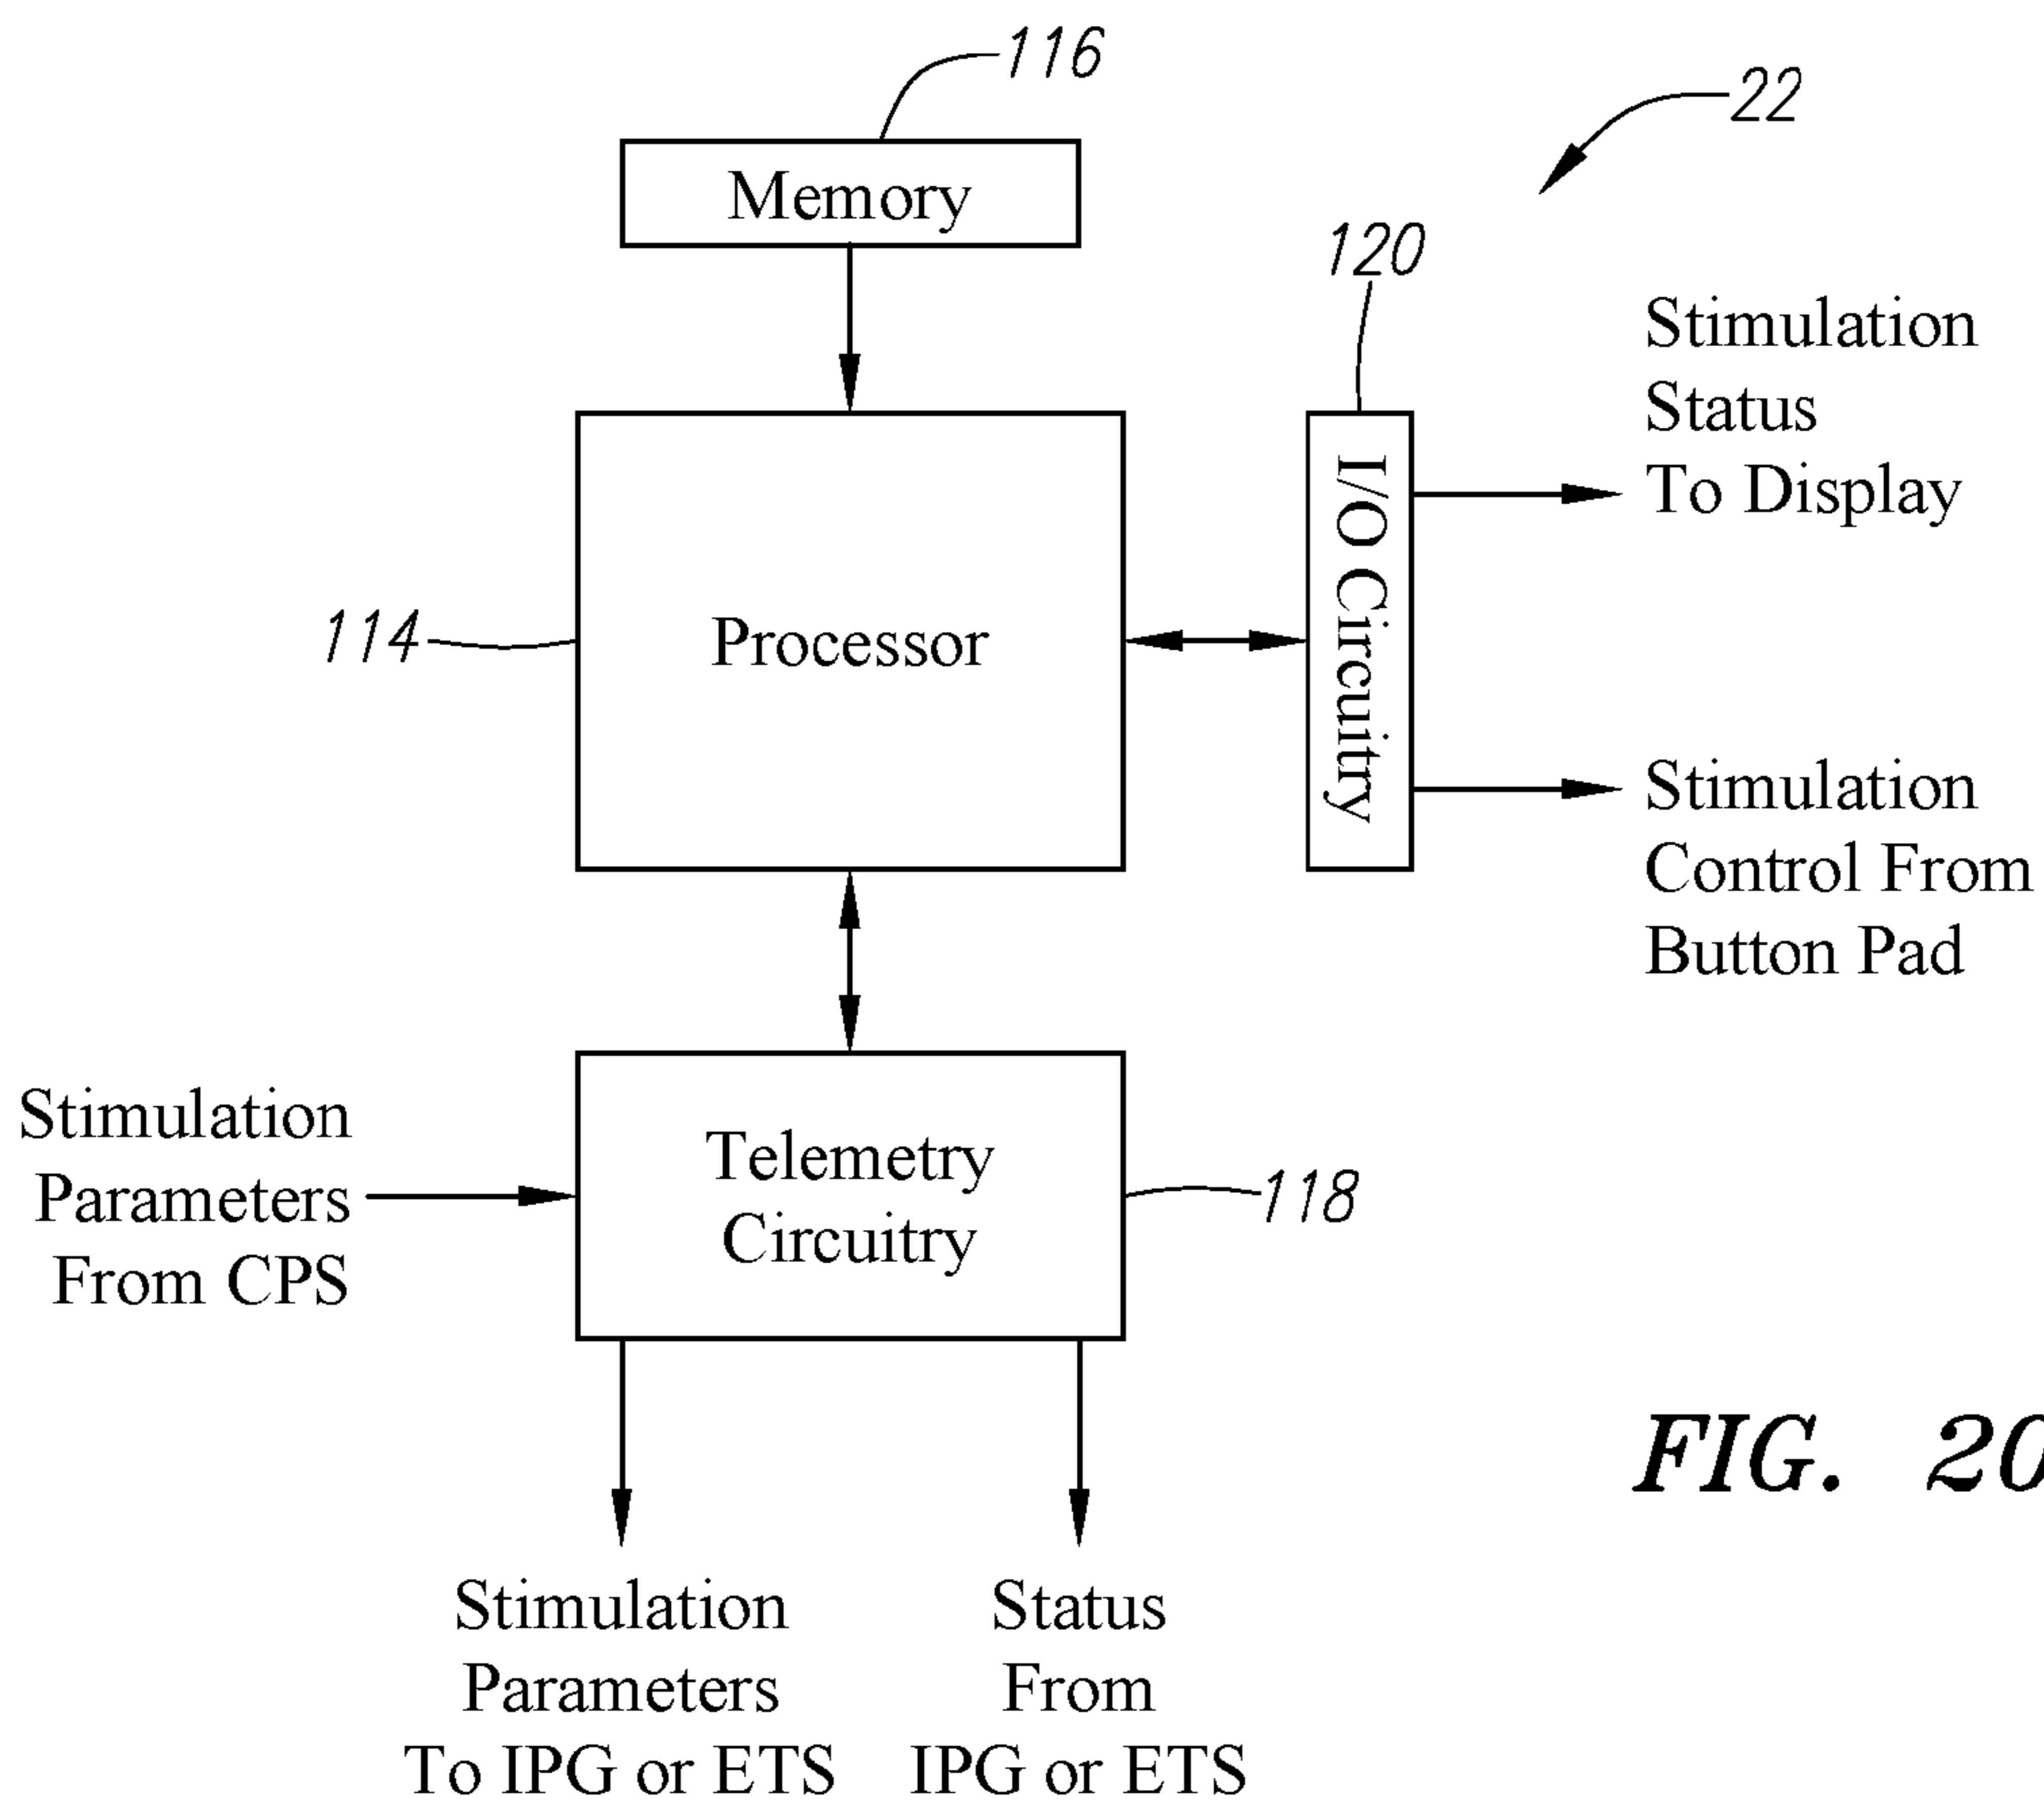 116
22
Memory
120
Stimulation
Status
To Display
I/O Circuitry
114
Processor
Stimulation
Control From
Button Pad
Stimulation
Parameters
From CPS
Telemetry
Circuitry
118
FIG. 20
Stimulation
Parameters
To IPG or ETS
Status
From
IPG or ETS